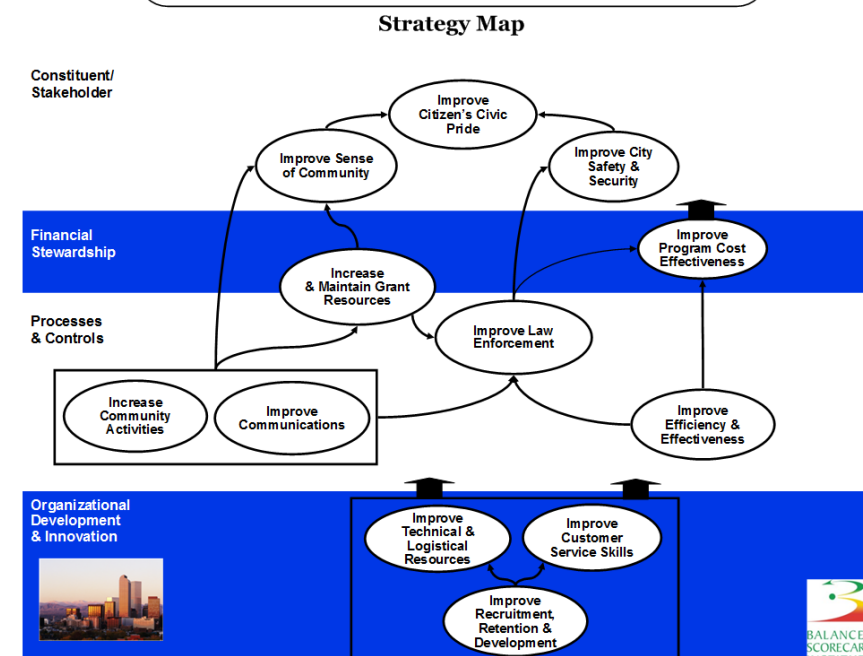 Strategy Map
Constituent/
Stakeholder
Improve
Citizen's Civic
Pride
Improve Sense
of Community
Improve City
Safety &
Security
Financial
Stewardship
Improve
Program Cost
Effectiveness
Increase
& Maintain Grant
Resources
Processes
& Controls
Improve Law
Enforcement
Increase
Community
Activities
Improve
Communications
Improve
Efficiency &
Effectiveness
Organizational
Development
& Innovation
Improve
Technical &
Logistical
Resources
Improve
Customer
Service Skills
Improve
Recruitment,
Retention &
Development
BALANCE
SCORECAR